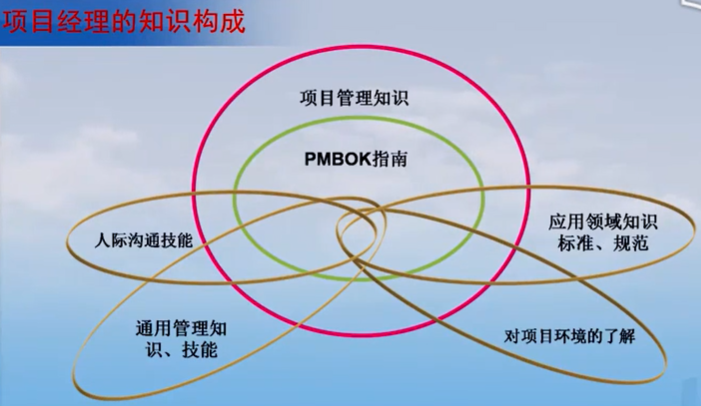 项目经理的知识构成
项目管理知识
PMBOK指南
人际沟通技能
应用领域知识
标准、规范
通用管理知
识、技能
对项目环境的了解